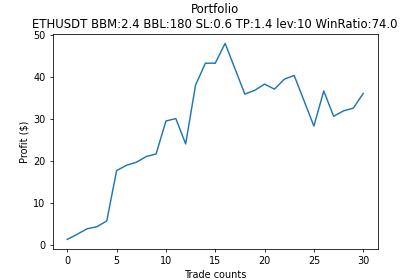 Portfolio
ETHUSDT BBM:2.4 BBL:180 SL:0.6 TP:1.4 lev:10 WinRatio:74.0
50
40
30
20
10
0
Profit ($)
0 5 10 15 20 25 30
Trade counts